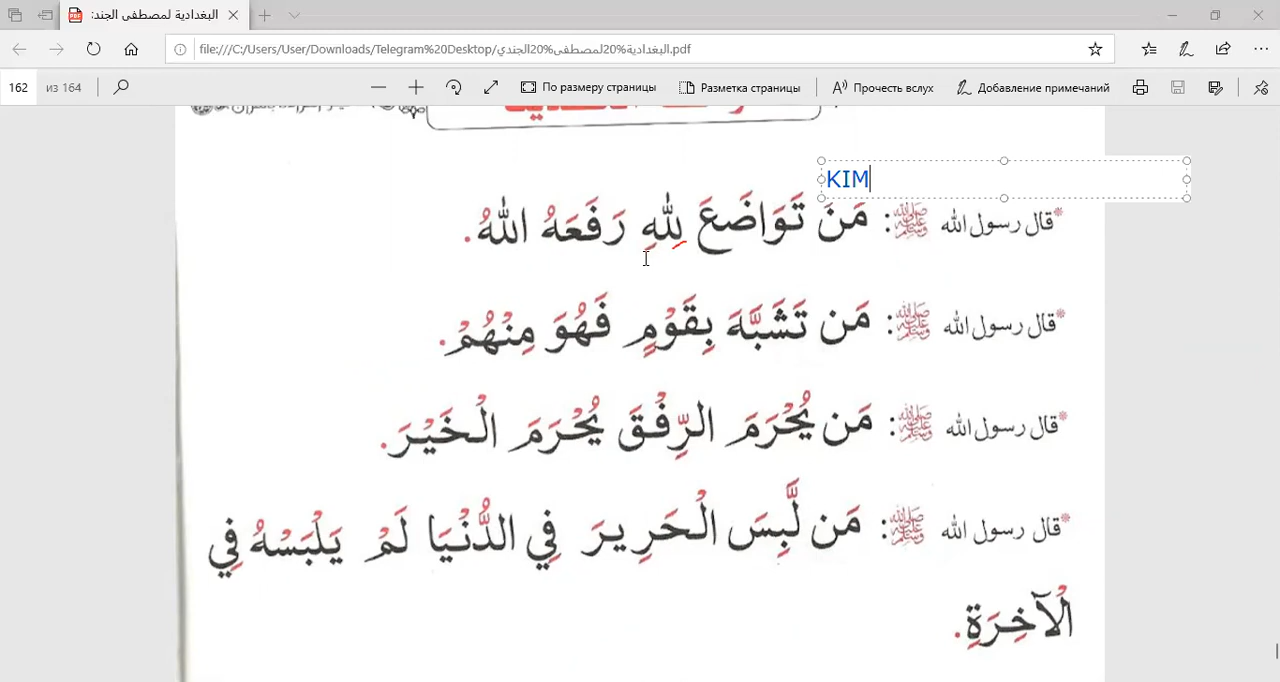 البغدادية لمصطفى الجند:
file:///C:/Users/User/Downloads/Telegram%20Desktop/البغدادية%20لمصطفى%20الجندي.pdf
162 из 164
По размеру страницы
Разметка страницы
Прочесть вслух
Добавление примечаний
KIM
*قال رسول الله ﷺ: مَنَ تَوَاضَعَ لِلهِ رَفَعَهُ اللهُ.
*قال رسول الله ﷺ: مَن تَشَبَّهَ بِقَوْمٍ فَهُوَ مِنْهُمْ.
*قال رسول الله ﷺ: مَن يُحْرَمَ الرِّفْقَ يُحْرَمَ الْخَيْرَ.
*قال رسول الله ﷺ: مَن لَّبِسَ الْحَرِيرَ فِي الدُّنْيَا لَمْ يَلْبَسْهُ فِي
الْآخِرَةِ.